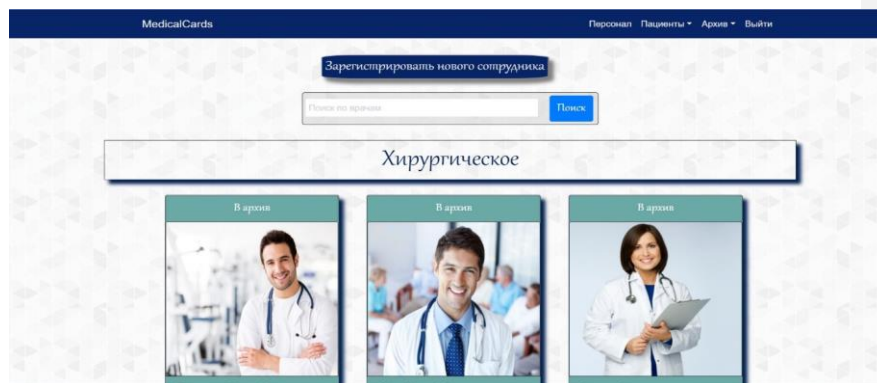 MedicalCards
Персонал Пациенты Архив Выйти
Зарегистрировать нового сотрудника
Поиск по врачам
Поиск
Хирургическое
В архив
В архив
В архив